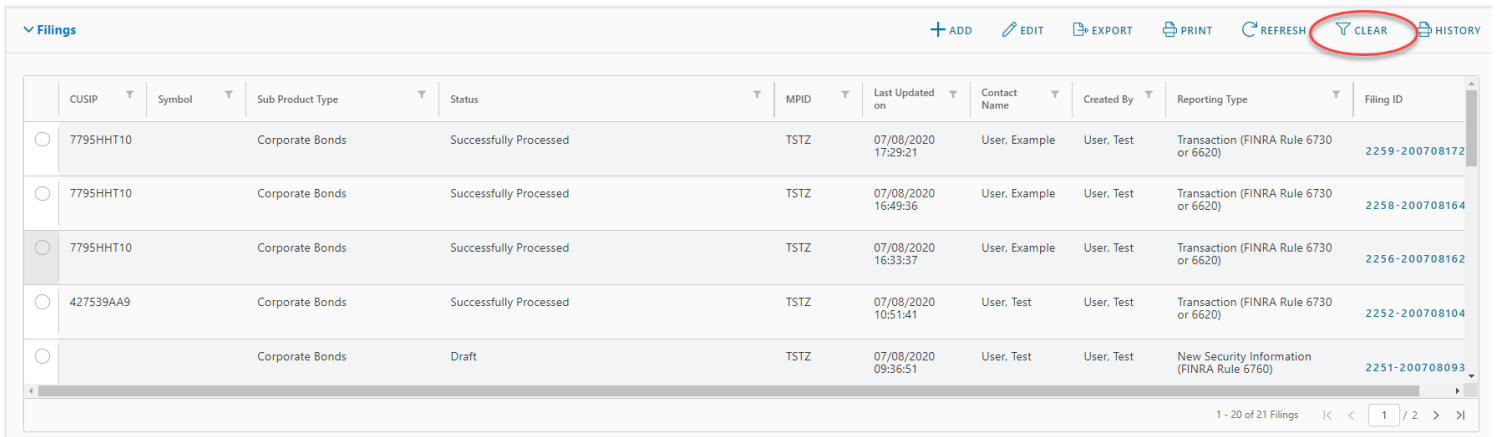 Filings
ADD EDIT EXPORT PRINT REFRESH CLEAR HISTORY
CUSIP Symbol Sub Product Type Status MPID Last Updated on Contact Name Created By Reporting Type Filing ID
7795HHT10 Corporate Bonds Successfully Processed TSTZ 07/08/2020 17:29:21 User, Example User, Test Transaction (FINRA Rule 6730 or 6620) 2259-200708172
7795HHT10 Corporate Bonds Successfully Processed TSTZ 07/08/2020 16:49:36 User, Example User, Test Transaction (FINRA Rule 6730 or 6620) 2258-200708164
7795HHT10 Corporate Bonds Successfully Processed TSTZ 07/08/2020 16:33:37 User, Example User, Test Transaction (FINRA Rule 6730 or 6620) 2256-200708162
427539AA9 Corporate Bonds Successfully Processed TSTZ 07/08/2020 10:51:41 User, Test User, Test Transaction (FINRA Rule 6730 or 6620) 2252-200708104
Corporate Bonds Draft TSTZ 07/08/2020 09:36:51 User, Test User, Test New Security Information (FINRA Rule 6760) 2251-200708093
1 - 20 of 21 Filings 1 / 2